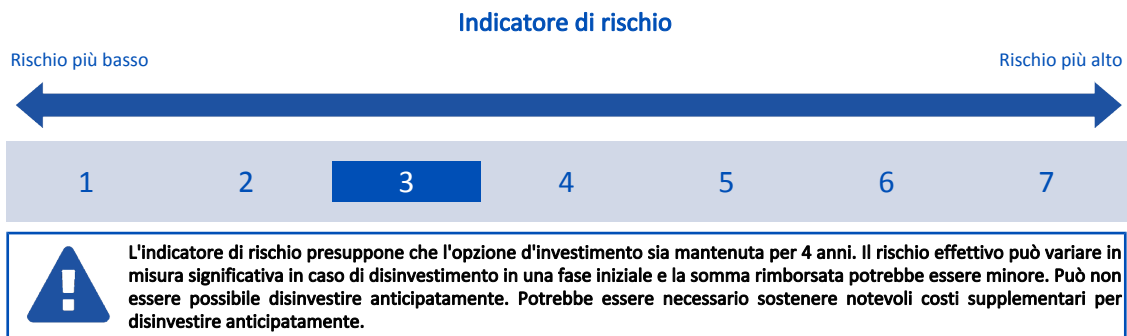 Indicatore di rischio
Rischio più basso
Rischio più alto
1 2 3 4 5 6 7
L'indicatore di rischio presuppone che l'opzione d'investimento sia mantenuta per 4 anni. Il rischio effettivo può variare in
misura significativa in caso di disinvestimento in una fase iniziale e la somma rimborsata potrebbe essere minore. Può non
essere possibile disinvestire anticipatamente. Potrebbe essere necessario sostenere notevoli costi supplementari per
disinvestire anticipatamente.